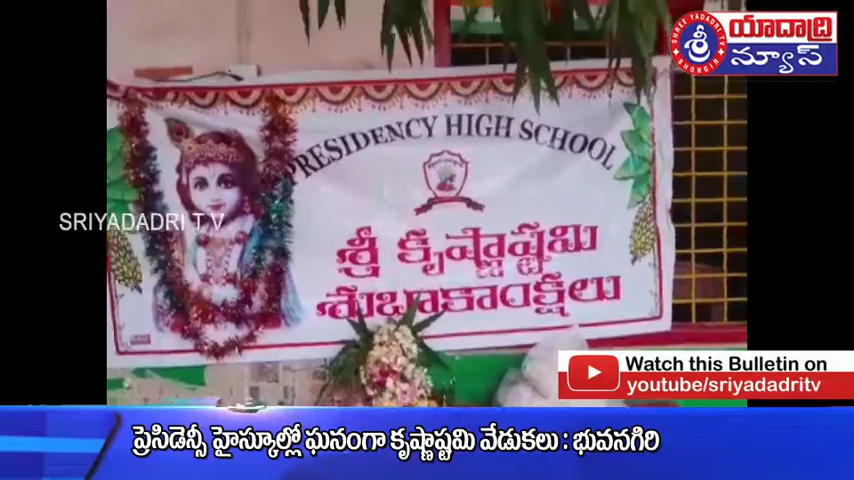 SHREE YADADRI TV
శ్రీ
BHONGIR
యాదాద్రి
న్యూస్
PRESIDENCY HIGH SCHOOL
SRIYADADRI T V
శ్రీ కృష్ణాష్టమి
శుభాకాంక్షలు
Watch this Bulletin on
youtube/sriyadadritv
ప్రెసిడెన్సీ హైస్కూల్లో ఘనంగా కృష్ణాష్టమి వేడుకలు : భువనగిరి